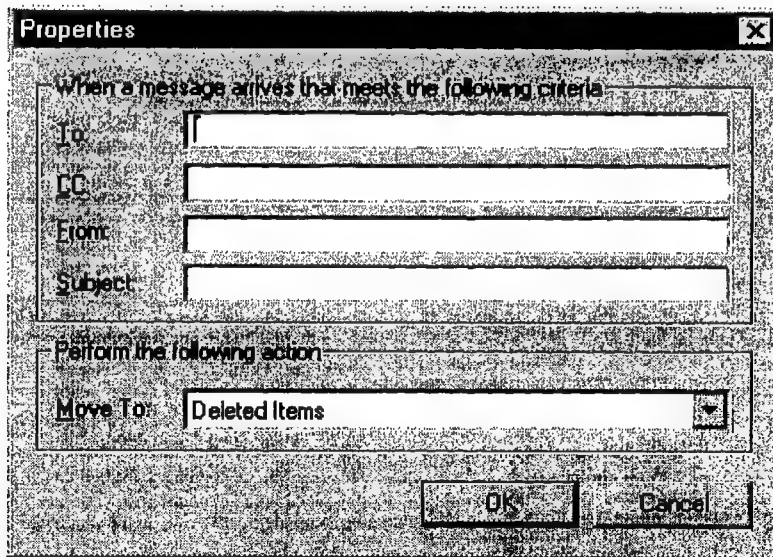 Properties
When a message arrives that meets the following criteria
To:
CC:
From:
Subject:
Perform the following action
Move To: Deleted Items
OK Cancel